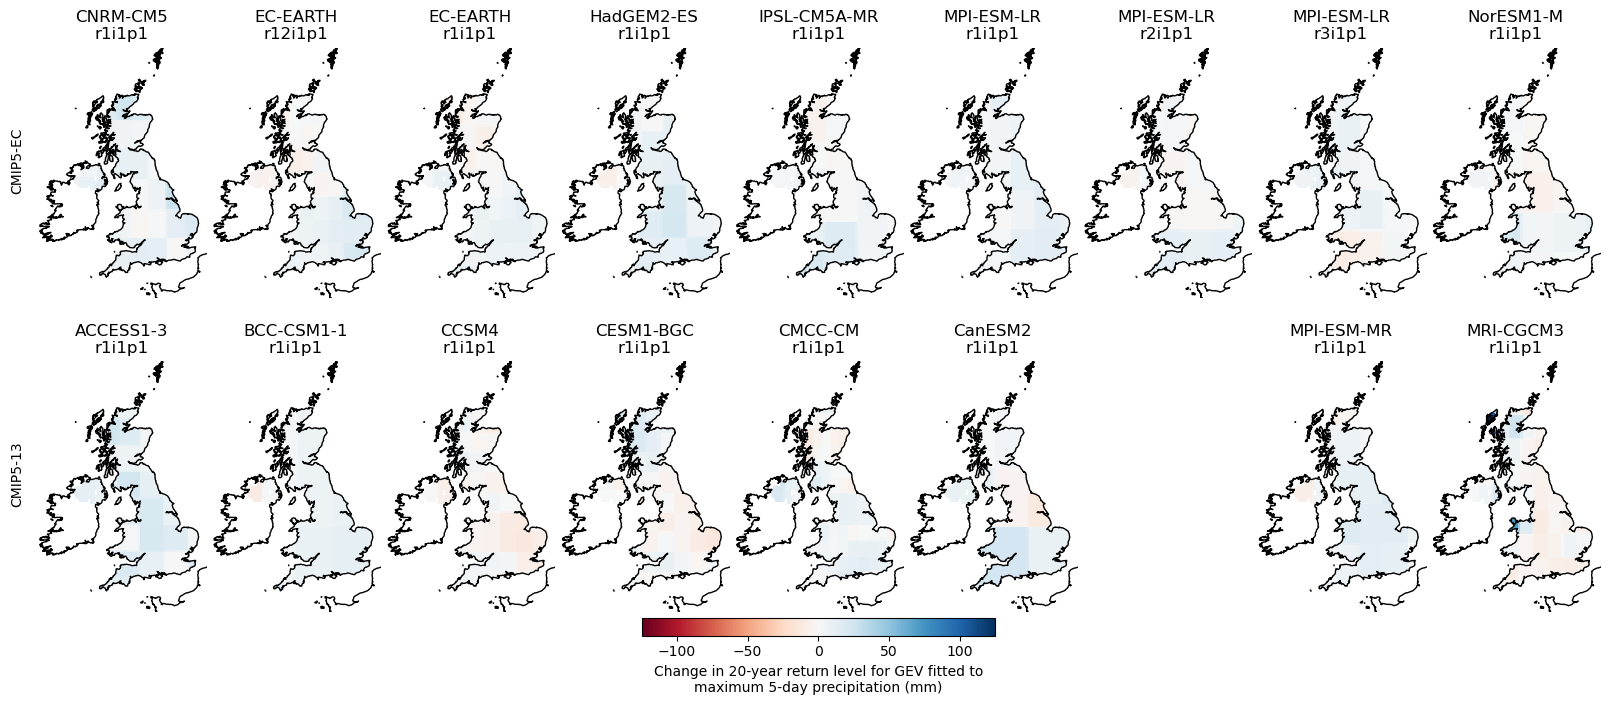 CNRM-CM5
r1i1p1
EC-EARTH
r12i1p1
EC-EARTH
r1i1p1
HadGEM2-ES
r1i1p1
IPSL-CM5A-MR
r1i1p1
MPI-ESM-LR
r1i1p1
MPI-ESM-LR
r2i1p1
MPI-ESM-LR
r3i1p1
NorESM1-M
r1i1p1
CMIP5-EC
ACCESS1-3
r1i1p1
BCC-CSM1-1
r1i1p1
CCSM4
r1i1p1
CESM1-BGC
r1i1p1
CMCC-CM
r1i1p1
CanESM2
r1i1p1
MPI-ESM-MR
r1i1p1
MRI-CGCM3
r1i1p1
CMIP5-13
−100 −50 0 50 100
Change in 20-year return level for GEV fitted to
maximum 5-day precipitation (mm)